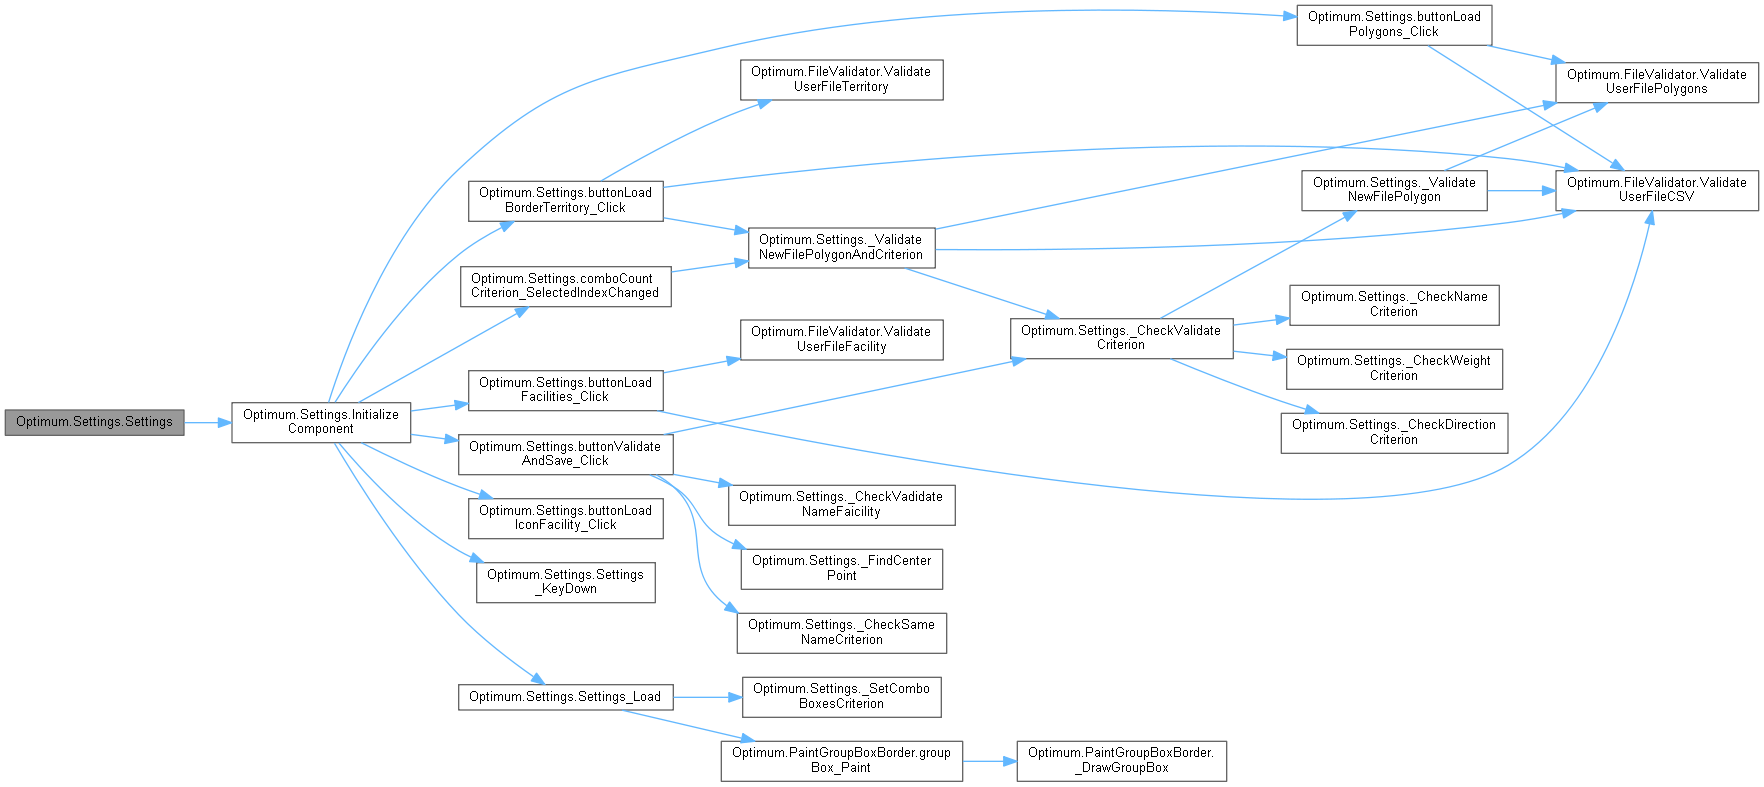 Optimum.Settings.Settings
Optimum.Settings.Initialize
Component
Optimum.Settings.buttonLoad
Polygons_Click
Optimum.FileValidator.Validate
UserFilePolygons
Optimum.FileValidator.Validate
UserFileCSV
Optimum.Settings.buttonLoad
BorderTerritory_Click
Optimum.FileValidator.Validate
UserFileTerritory
Optimum.Settings._Validate
NewFilePolygonAndCriterion
Optimum.Settings._CheckValidate
Criterion
Optimum.Settings._Validate
NewFilePolygon
Optimum.Settings._CheckName
Criterion
Optimum.Settings._CheckWeight
Criterion
Optimum.Settings._CheckDirection
Criterion
Optimum.Settings.comboCount
Criterion_SelectedIndexChanged
Optimum.Settings.buttonLoad
Facilities_Click
Optimum.FileValidator.Validate
UserFileFacility
Optimum.Settings.buttonValidate
AndSave_Click
Optimum.Settings._CheckVadidate
NameFaicility
Optimum.Settings._FindCenter
Point
Optimum.Settings._CheckSame
NameCriterion
Optimum.Settings.buttonLoad
IconFacility_Click
Optimum.Settings.Settings
_KeyDown
Optimum.Settings.Settings_Load
Optimum.Settings._SetCombo
BoxesCriterion
Optimum.PaintGroupBoxBorder.group
Box_Paint
Optimum.PaintGroupBoxBorder.
_DrawGroupBox